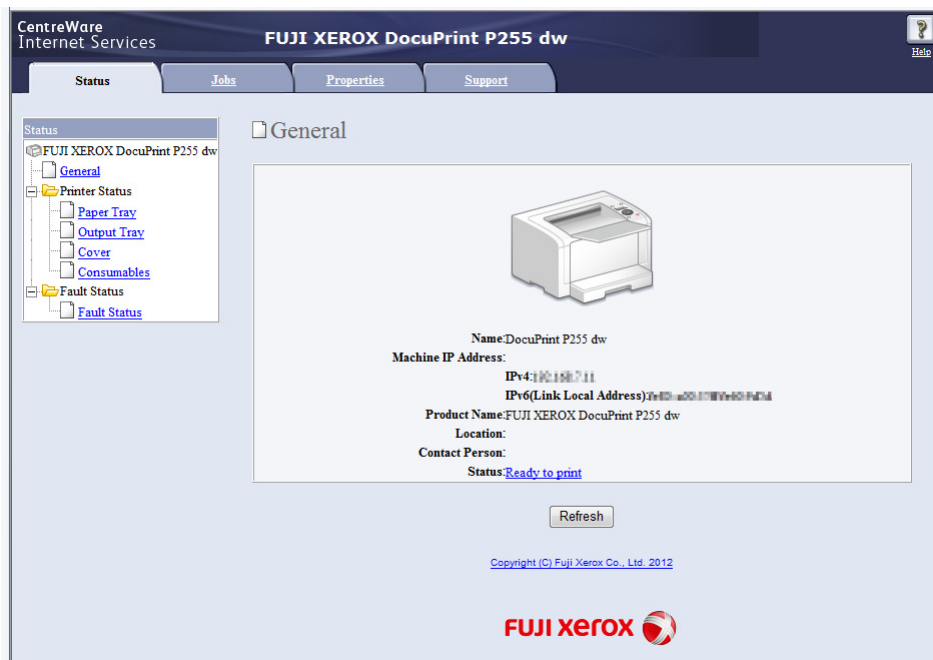 CentreWare
Internet Services
FUJI XEROX DocuPrint P255 dw
Help
Status
Jobs
Properties
Support
Status
FUJI XEROX DocuPrint P255 dw
General
Printer Status
Paper Tray
Output Tray
Cover
Consumables
Fault Status
Fault Status
General
Name:DocuPrint P255 dw
Machine IP Address:
IPv4:
IPv6(Link Local Address):
Product Name:FUJI XEROX DocuPrint P255 dw
Location:
Contact Person:
Status:Ready to print
Refresh
Copyright (C) Fuji Xerox Co., Ltd. 2012
FUJI xerox